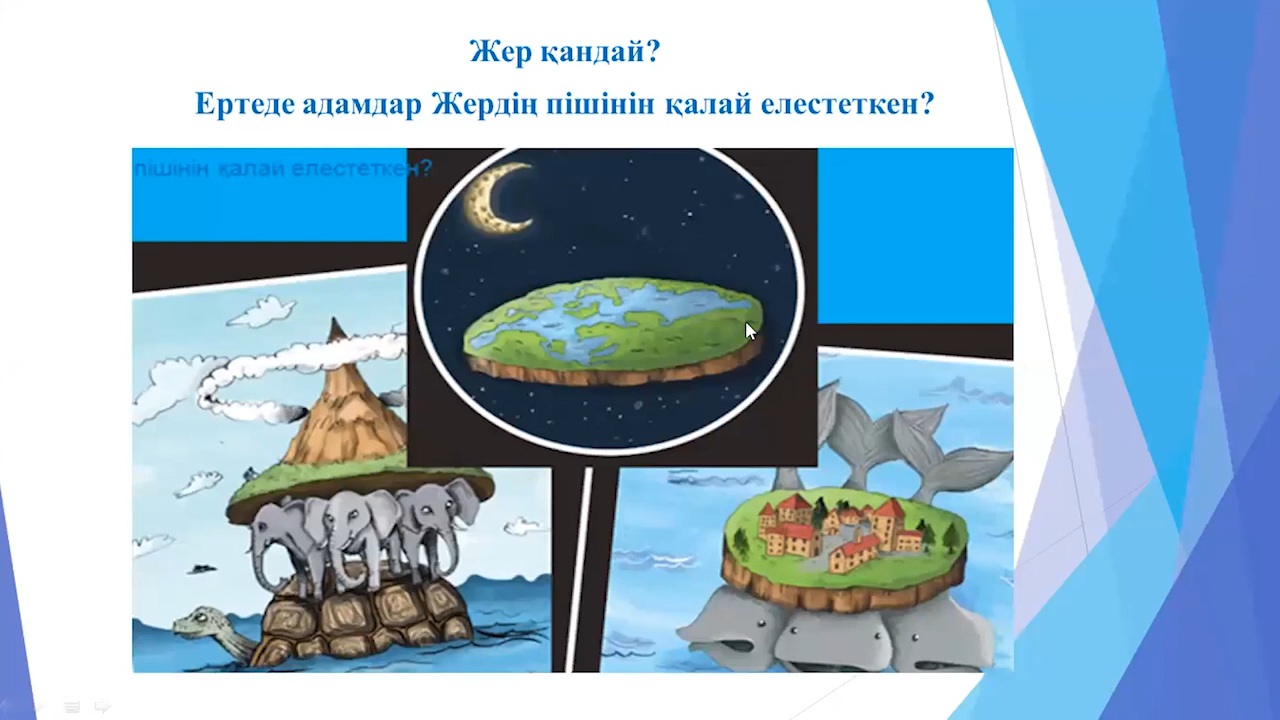 Жер қандай?
Ертеде адамдар Жердің пішінін қалай елестеткен?
пішінін қалай елестеткен?